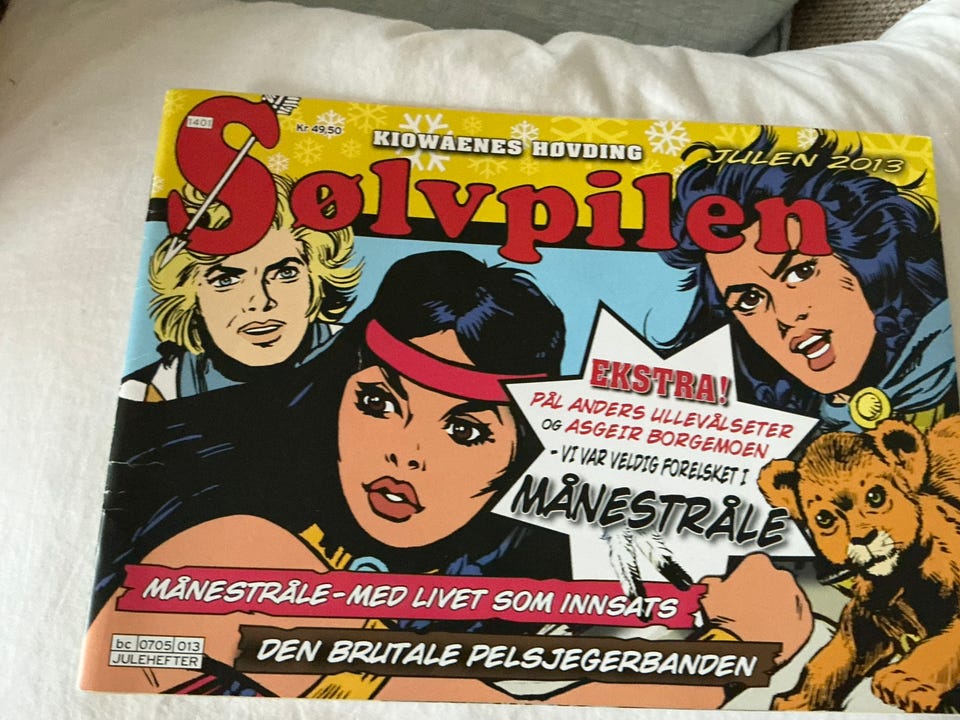 1401
Kr 49,50
KIOWAENES HØVDING
JULEN 2013
Sølvpilen
EKSTRA!
PÅL ANDERS ULLEVÅLSETER
OG ASGEIR BORGEMOEN
- VI VAR VELDIG FORELSKET I
MÅNESTRÅLE
MÅNESTRÅLE-MED LIVET SOM INNSATS
DEN BRUTALE PELSJEGERBANDEN
bc 0705 013
JULEHEFTER